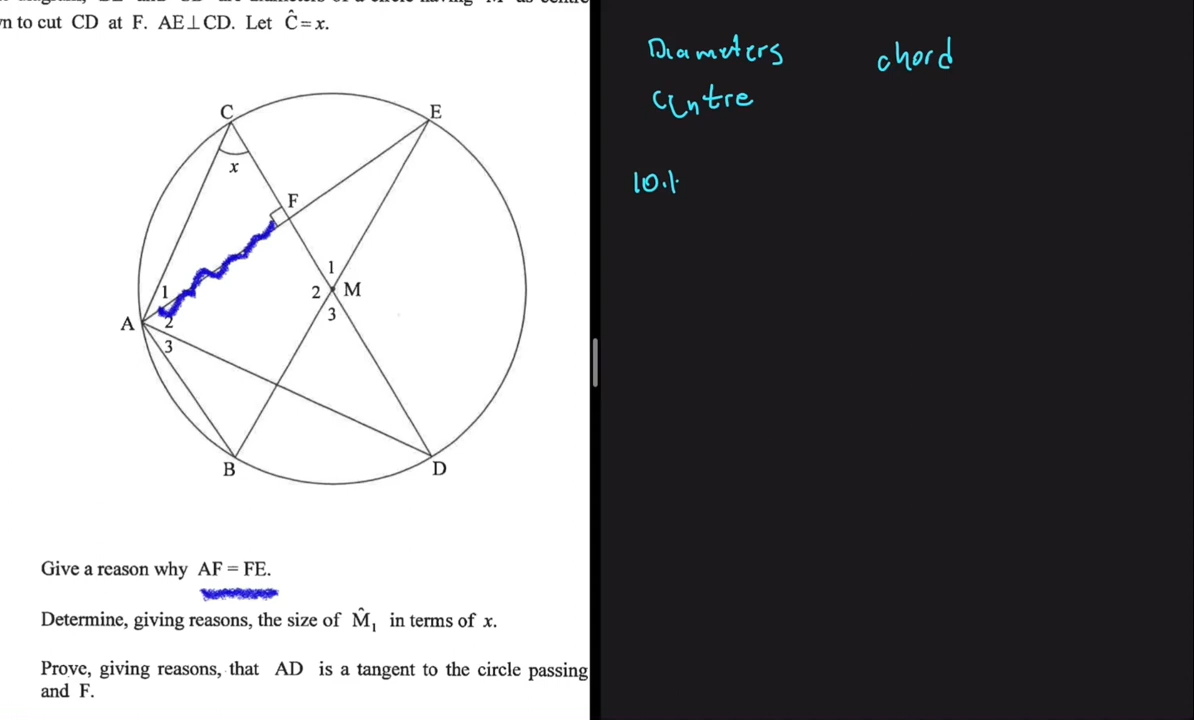 n to cut CD at F. AE⊥CD. Let Ĉ=x.
C
E
x
F
1
1
2 M
3
A
2
3
B
D
Give a reason why AF = FE.
Determine, giving reasons, the size of M̂₁ in terms of x.
Prove, giving reasons, that AD is a tangent to the circle passing
and F.
Diameters chord
Centre
10.1